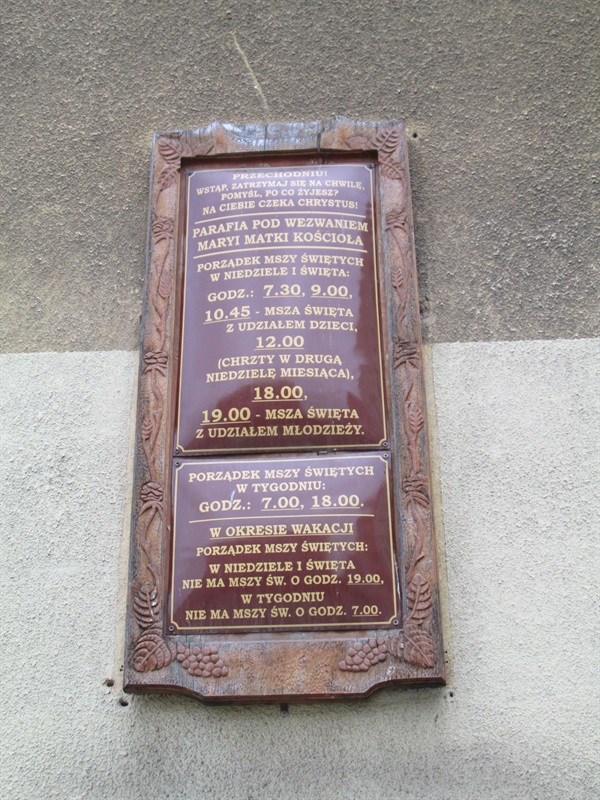 PRZECHODNIU!
WSTĄP, ZATRZYMAJ SIĘ NA CHWILĘ,
POMYŚL, PO CO ŻYJESZ?
NA CIEBIE CZEKA CHRYSTUS!
PARAFIA POD WEZWANIEM
MARYI MATKI KOŚCIOŁA
PORZĄDEK MSZY ŚWIĘTYCH
W NIEDZIELE I ŚWIĘTA:
GODZ.: 7.30, 9.00,
10.45 - MSZA ŚWIĘTA
Z UDZIAŁEM DZIECI,
12.00
(CHRZTY W DRUGĄ
NIEDZIELĘ MIESIĄCA),
18.00,
19.00 - MSZA ŚWIĘTA
Z UDZIAŁEM MŁODZIEŻY.
PORZĄDEK MSZY ŚWIĘTYCH
W TYGODNIU:
GODZ.: 7.00, 18.00.
W OKRESIE WAKACJI
PORZĄDEK MSZY ŚWIĘTYCH:
W NIEDZIELE I ŚWIĘTA
NIE MA MSZY ŚW. O GODZ. 19.00,
W TYGODNIU
NIE MA MSZY ŚW. O GODZ. 7.00.